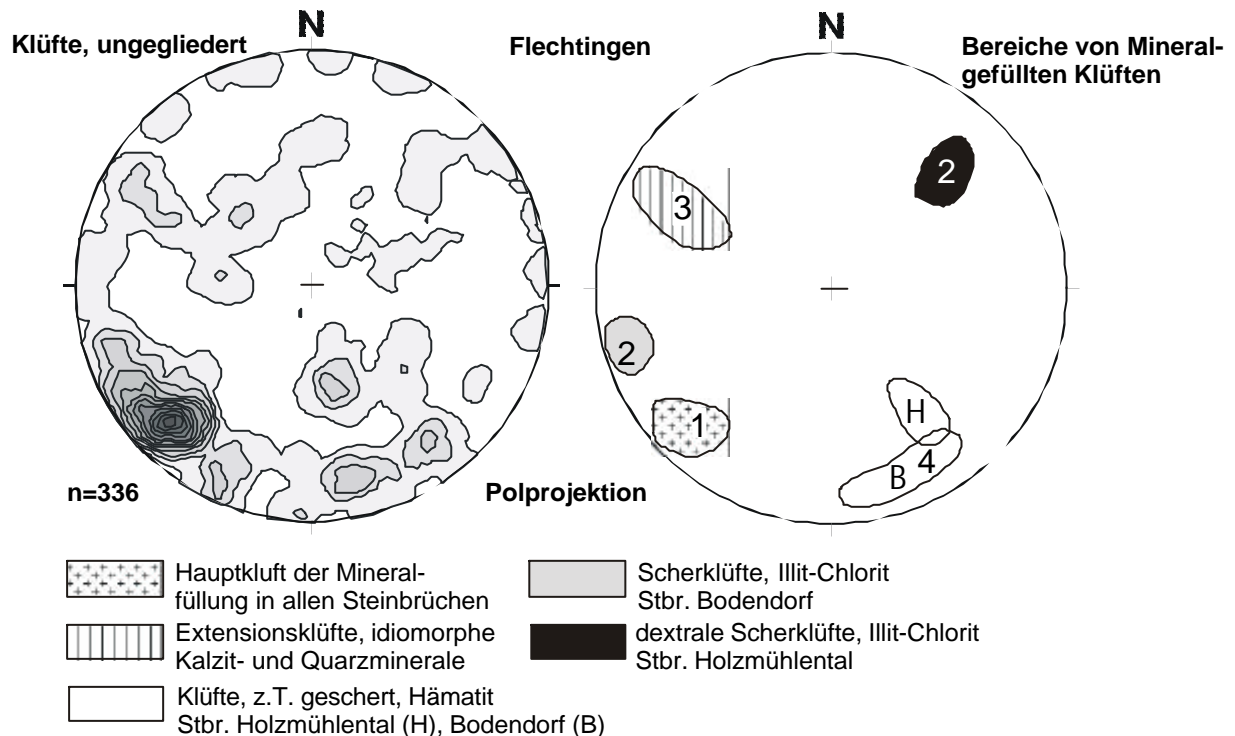 N
N
Klüfte, ungegliedert
Flechtingen
Bereiche von Mineral-
gefüllten Klüften
2
3
2
1
H
4
B
n=336
Polprojektion
Hauptkluft der Mineral-
füllung in allen Steinbrüchen
Extensionsklüfte, idiomorphe
Kalzit- und Quarzminerale
Klüfte, z.T. geschert, Hämatit
Stbr. Holzmühlental (H), Bodendorf (B)
Scherklüfte, Illit-Chlorit
Stbr. Bodendorf
dextrale Scherklüfte, Illit-Chlorit
Stbr. Holzmühlental